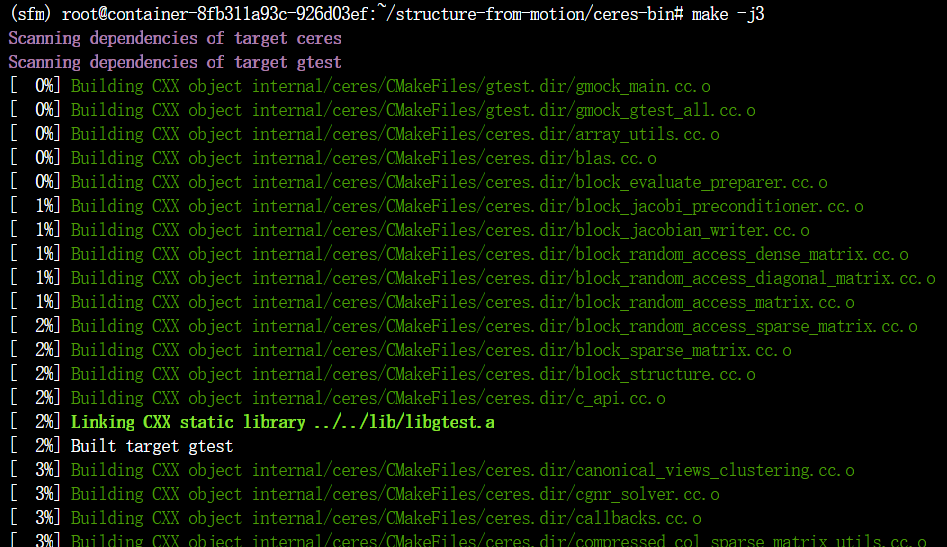 (sfm) root@container-8fb311a93c-926d03ef:~/structure-from-motion/ceres-bin# make -j3
Scanning dependencies of target ceres
Scanning dependencies of target gtest
[  0%] Building CXX object internal/ceres/CMakeFiles/gtest.dir/gmock_main.cc.o
[  0%] Building CXX object internal/ceres/CMakeFiles/gtest.dir/gmock_gtest_all.cc.o
[  0%] Building CXX object internal/ceres/CMakeFiles/ceres.dir/array_utils.cc.o
[  0%] Building CXX object internal/ceres/CMakeFiles/ceres.dir/blas.cc.o
[  0%] Building CXX object internal/ceres/CMakeFiles/ceres.dir/block_evaluate_preparer.cc.o
[  1%] Building CXX object internal/ceres/CMakeFiles/ceres.dir/block_jacobi_preconditioner.cc.o
[  1%] Building CXX object internal/ceres/CMakeFiles/ceres.dir/block_jacobian_writer.cc.o
[  1%] Building CXX object internal/ceres/CMakeFiles/ceres.dir/block_random_access_dense_matrix.cc.o
[  1%] Building CXX object internal/ceres/CMakeFiles/ceres.dir/block_random_access_diagonal_matrix.cc.o
[  1%] Building CXX object internal/ceres/CMakeFiles/ceres.dir/block_random_access_matrix.cc.o
[  2%] Building CXX object internal/ceres/CMakeFiles/ceres.dir/block_random_access_sparse_matrix.cc.o
[  2%] Building CXX object internal/ceres/CMakeFiles/ceres.dir/block_sparse_matrix.cc.o
[  2%] Building CXX object internal/ceres/CMakeFiles/ceres.dir/block_structure.cc.o
[  2%] Building CXX object internal/ceres/CMakeFiles/ceres.dir/c_api.cc.o
[  2%] Linking CXX static library ../../lib/libgtest.a
[  2%] Built target gtest
[  3%] Building CXX object internal/ceres/CMakeFiles/ceres.dir/canonical_views_clustering.cc.o
[  3%] Building CXX object internal/ceres/CMakeFiles/ceres.dir/cgnr_solver.cc.o
[  3%] Building CXX object internal/ceres/CMakeFiles/ceres.dir/callbacks.cc.o
[  3%] Building CXX object internal/ceres/CMakeFiles/ceres.dir/compressed_col_sparse_matrix_utils.cc.o